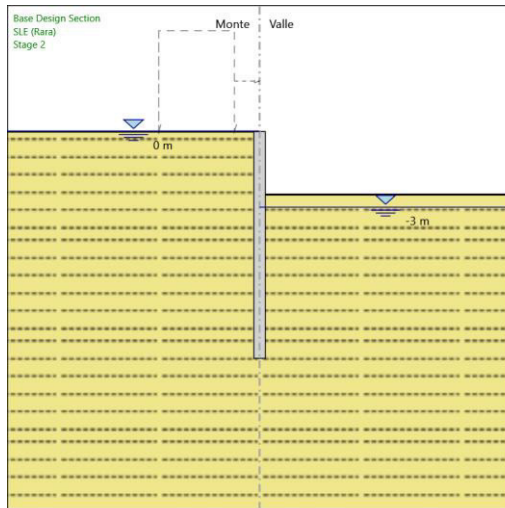 Base Design Section
SLE (Rara)
Stage 2
Monte
Valle
0 m
-3 m